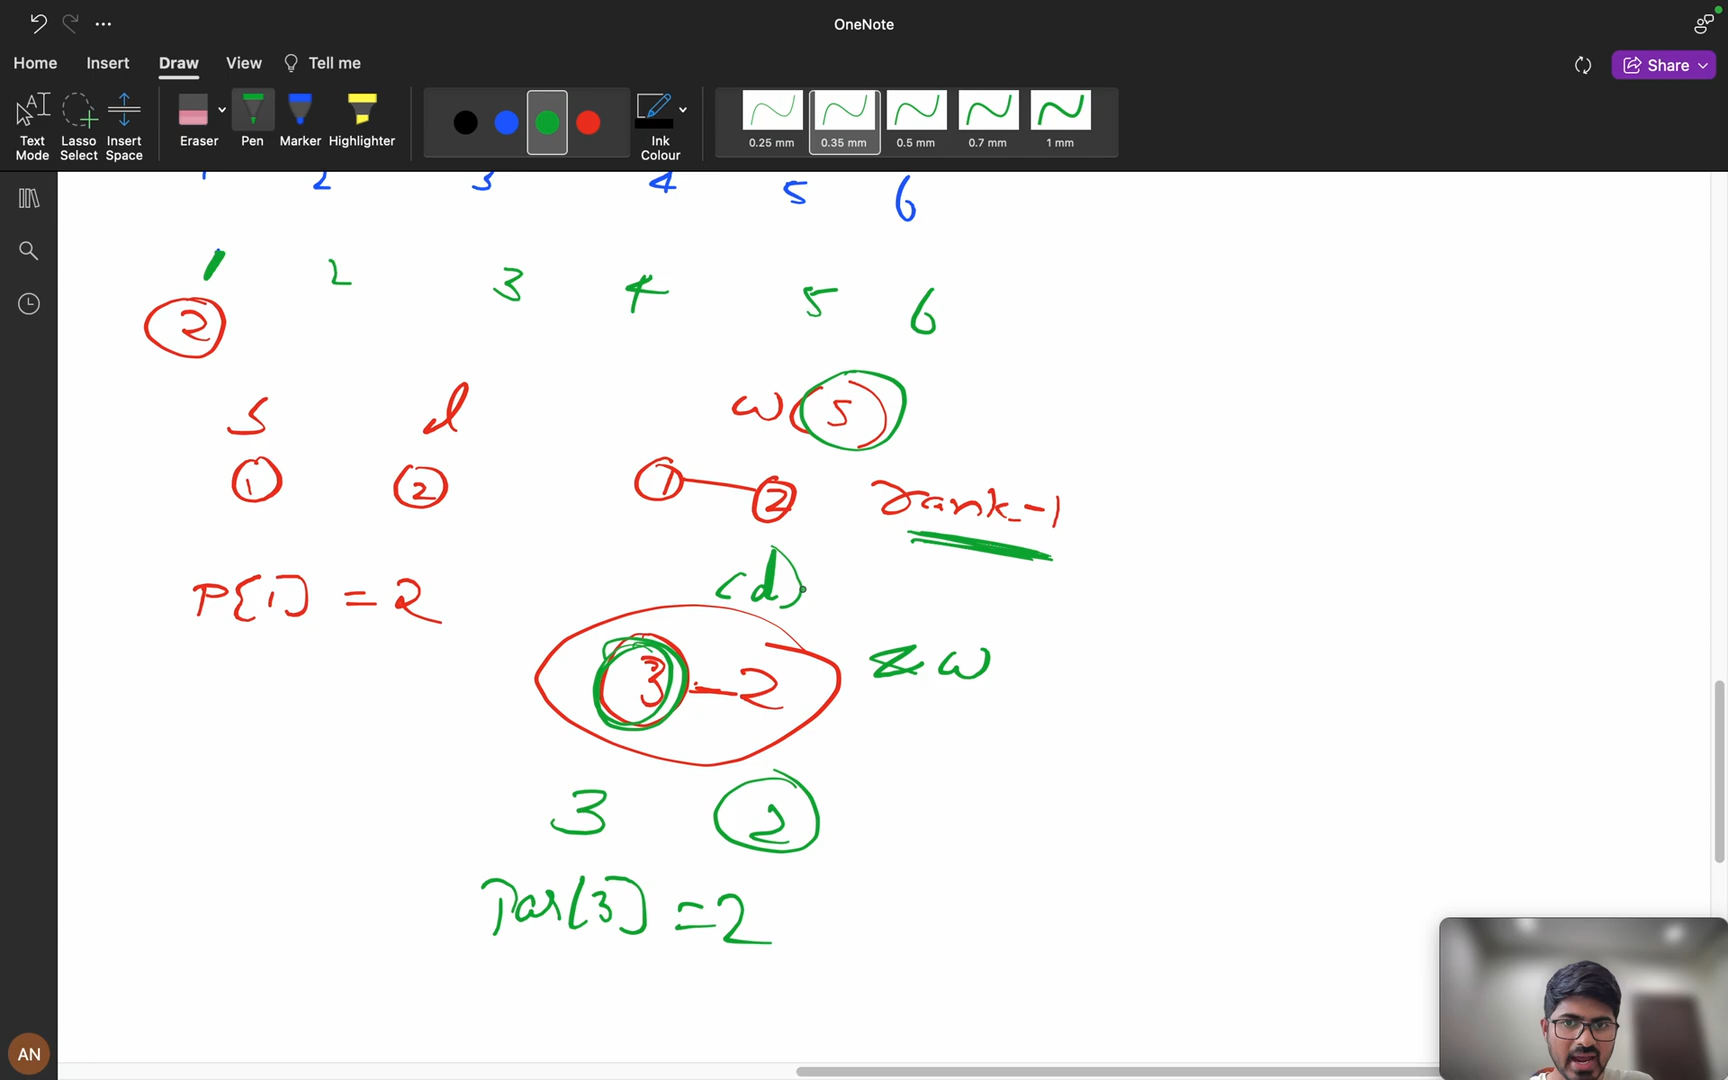 OneNote
Home Insert Draw View Tell me
Share
Text Mode
Lasso Select
Insert Space
Eraser
Pen
Marker
Highlighter
Ink Colour
0.25 mm
0.35 mm
0.5 mm
0.7 mm
1 mm
1 2 3 4 5 6
1 2 3 4 5 6
2
s d w 5
1 2 1 2 rank-1
(d)
P[1] = 2
3 - 2 w
3 2
Par[3] = 2
AN